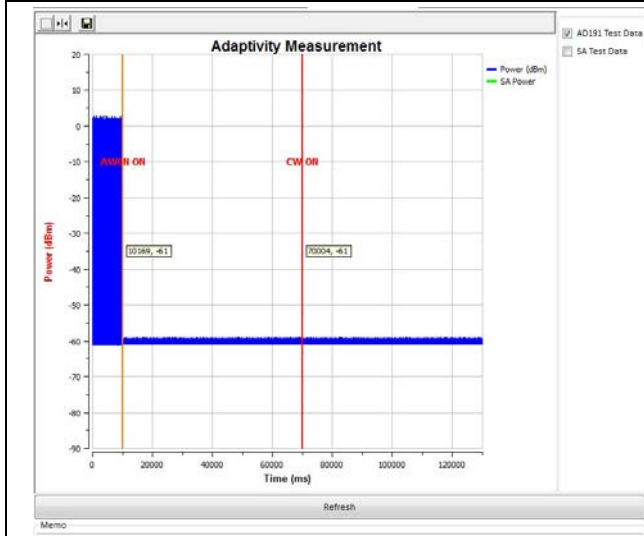 Adaptivity Measurement
AD191 Test Data
SA Test Data
Power (dBm)
SA Power
20
10
0
-10
-20
-30
-40
-50
-60
-70
-80
-90
Power (dBm)
AWGN ON
CW ON
10169, -61
70004, -61
0 20000 40000 60000 80000 100000 120000
Time (ms)
Refresh
Memo